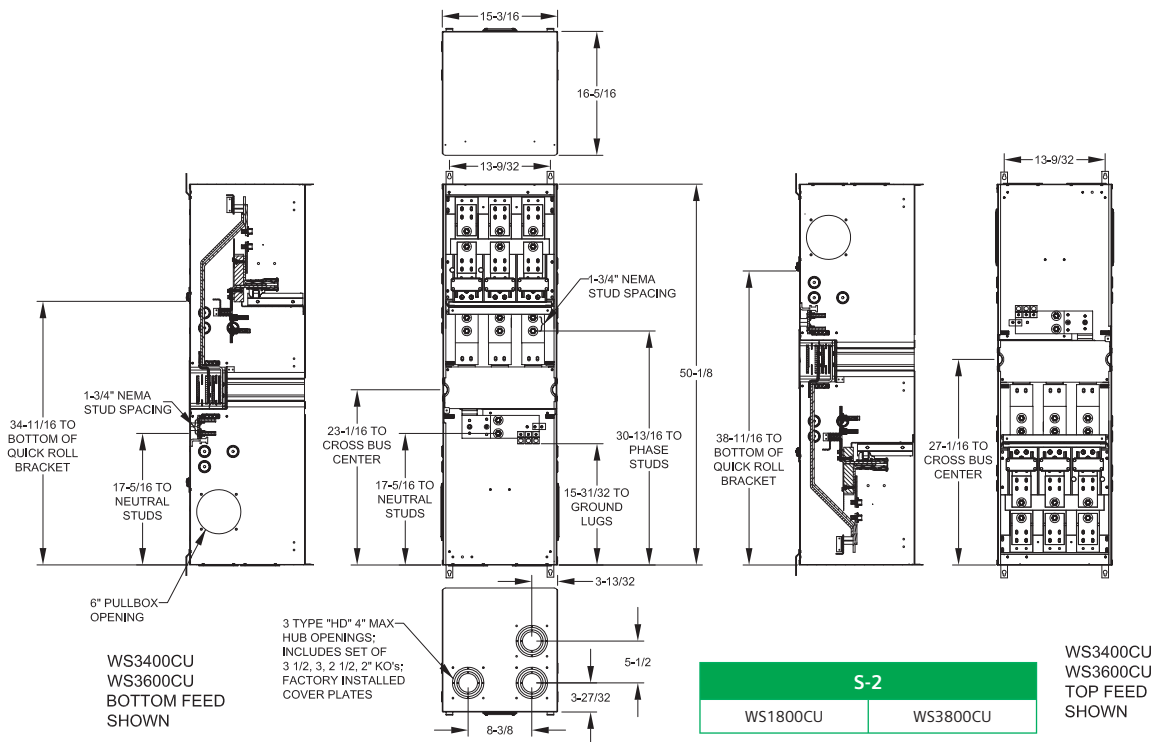 15-3/16
16-5/16
13-9/32
1-3/4" NEMA
STUD SPACING
50-1/8
30-13/16 TO
PHASE
STUDS
23-1/16 TO
CROSS BUS
CENTER
17-5/16 TO
NEUTRAL
STUDS
15-31/32 TO
GROUND
LUGS
1-3/4" NEMA
STUD SPACING
34-11/16 TO
BOTTOM OF
QUICK ROLL
BRACKET
17-5/16 TO
NEUTRAL
STUDS
6" PULLBOX
OPENING
WS3400CU
WS3600CU
BOTTOM FEED
SHOWN
3-13/32
3 TYPE "HD" 4" MAX
HUB OPENINGS;
INCLUDES SET OF
3 1/2, 3, 2 1/2, 2" KO's;
FACTORY INSTALLED
COVER PLATES
5-1/2
3-27/32
8-3/8
13-9/32
38-11/16 TO
BOTTOM OF
QUICK ROLL
BRACKET
27-1/16 TO
CROSS BUS
CENTER
S-2
WS1800CU WS3800CU
WS3400CU
WS3600CU
TOP FEED
SHOWN